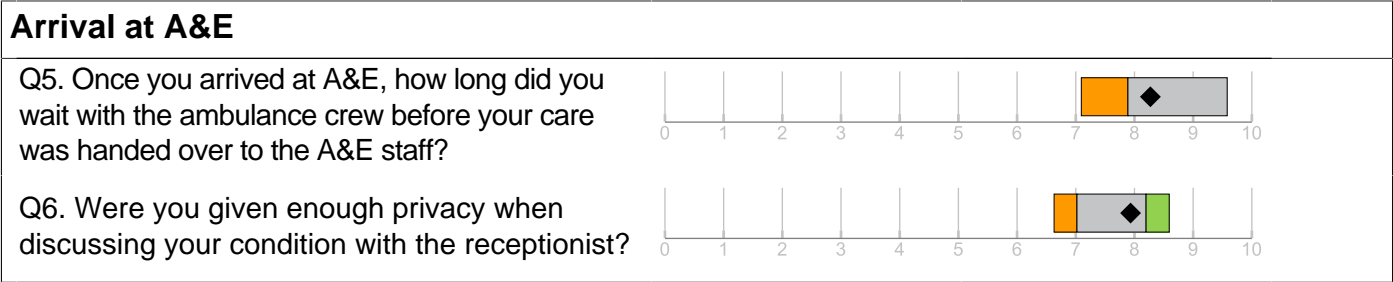 Arrival at A&E
Q5. Once you arrived at A&E, how long did you
wait with the ambulance crew before your care
was handed over to the A&E staff?
0 1 2 3 4 5 6 7 8 9 10
Q6. Were you given enough privacy when
discussing your condition with the receptionist?
0 1 2 3 4 5 6 7 8 9 10